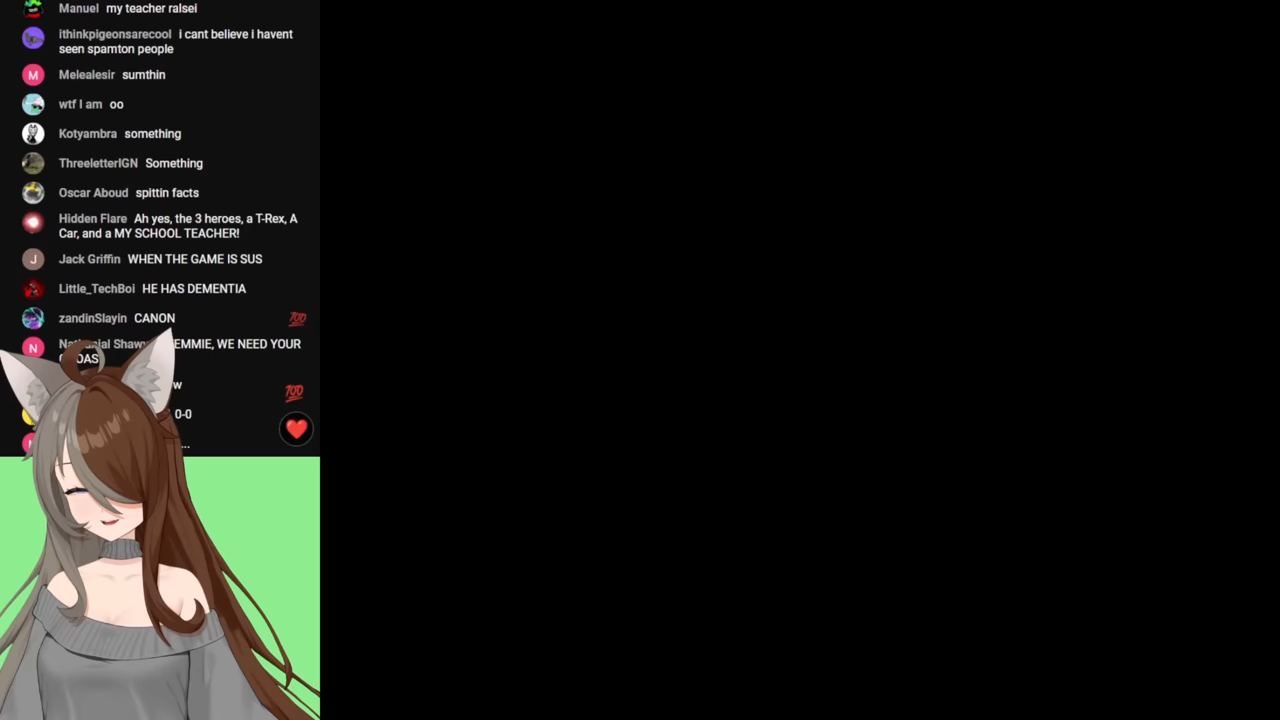 Manuel my teacher ralsei
ithinkpigeonsarecool i cant believe i havent
seen spamton people
M Melealesir sumthin
wtf I am oo
Kotyambra something
ThreeletterIGN Something
Oscar Aboud spittin facts
Hidden Flare Ah yes, the 3 heroes, a T-Rex, A
Car, and a MY SCHOOL TEACHER!
J Jack Griffin WHEN THE GAME IS SUS
Little_TechBoi HE HAS DEMENTIA
zandinSlayin CANON 100
N EMMIE, WE NEED YOUR
100
0-0
...